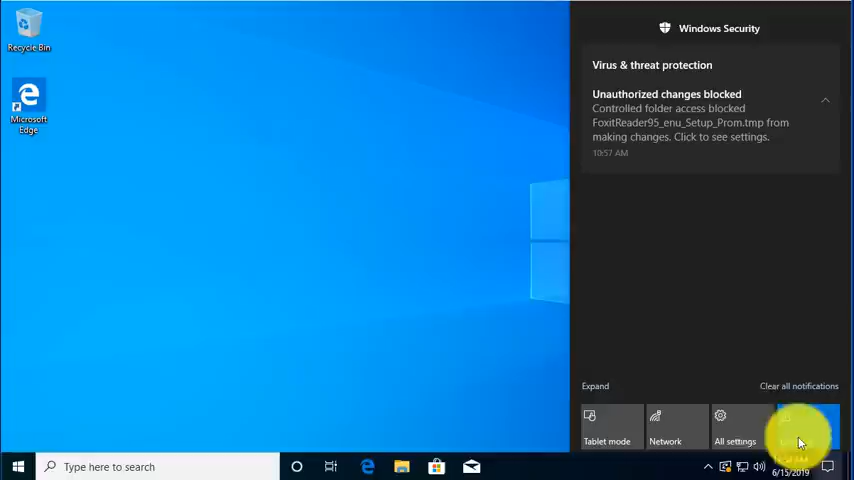 Recycle Bin
Microsoft
Edge
Windows Security
Virus & threat protection
Unauthorized changes blocked
Controlled folder access blocked
FoxitReader95_enu_Setup_Prom.tmp from
making changes. Click to see settings.
10:57 AM
Expand
Clear all notifications
Tablet mode
Network
All settings
Type here to search
6/15/2019